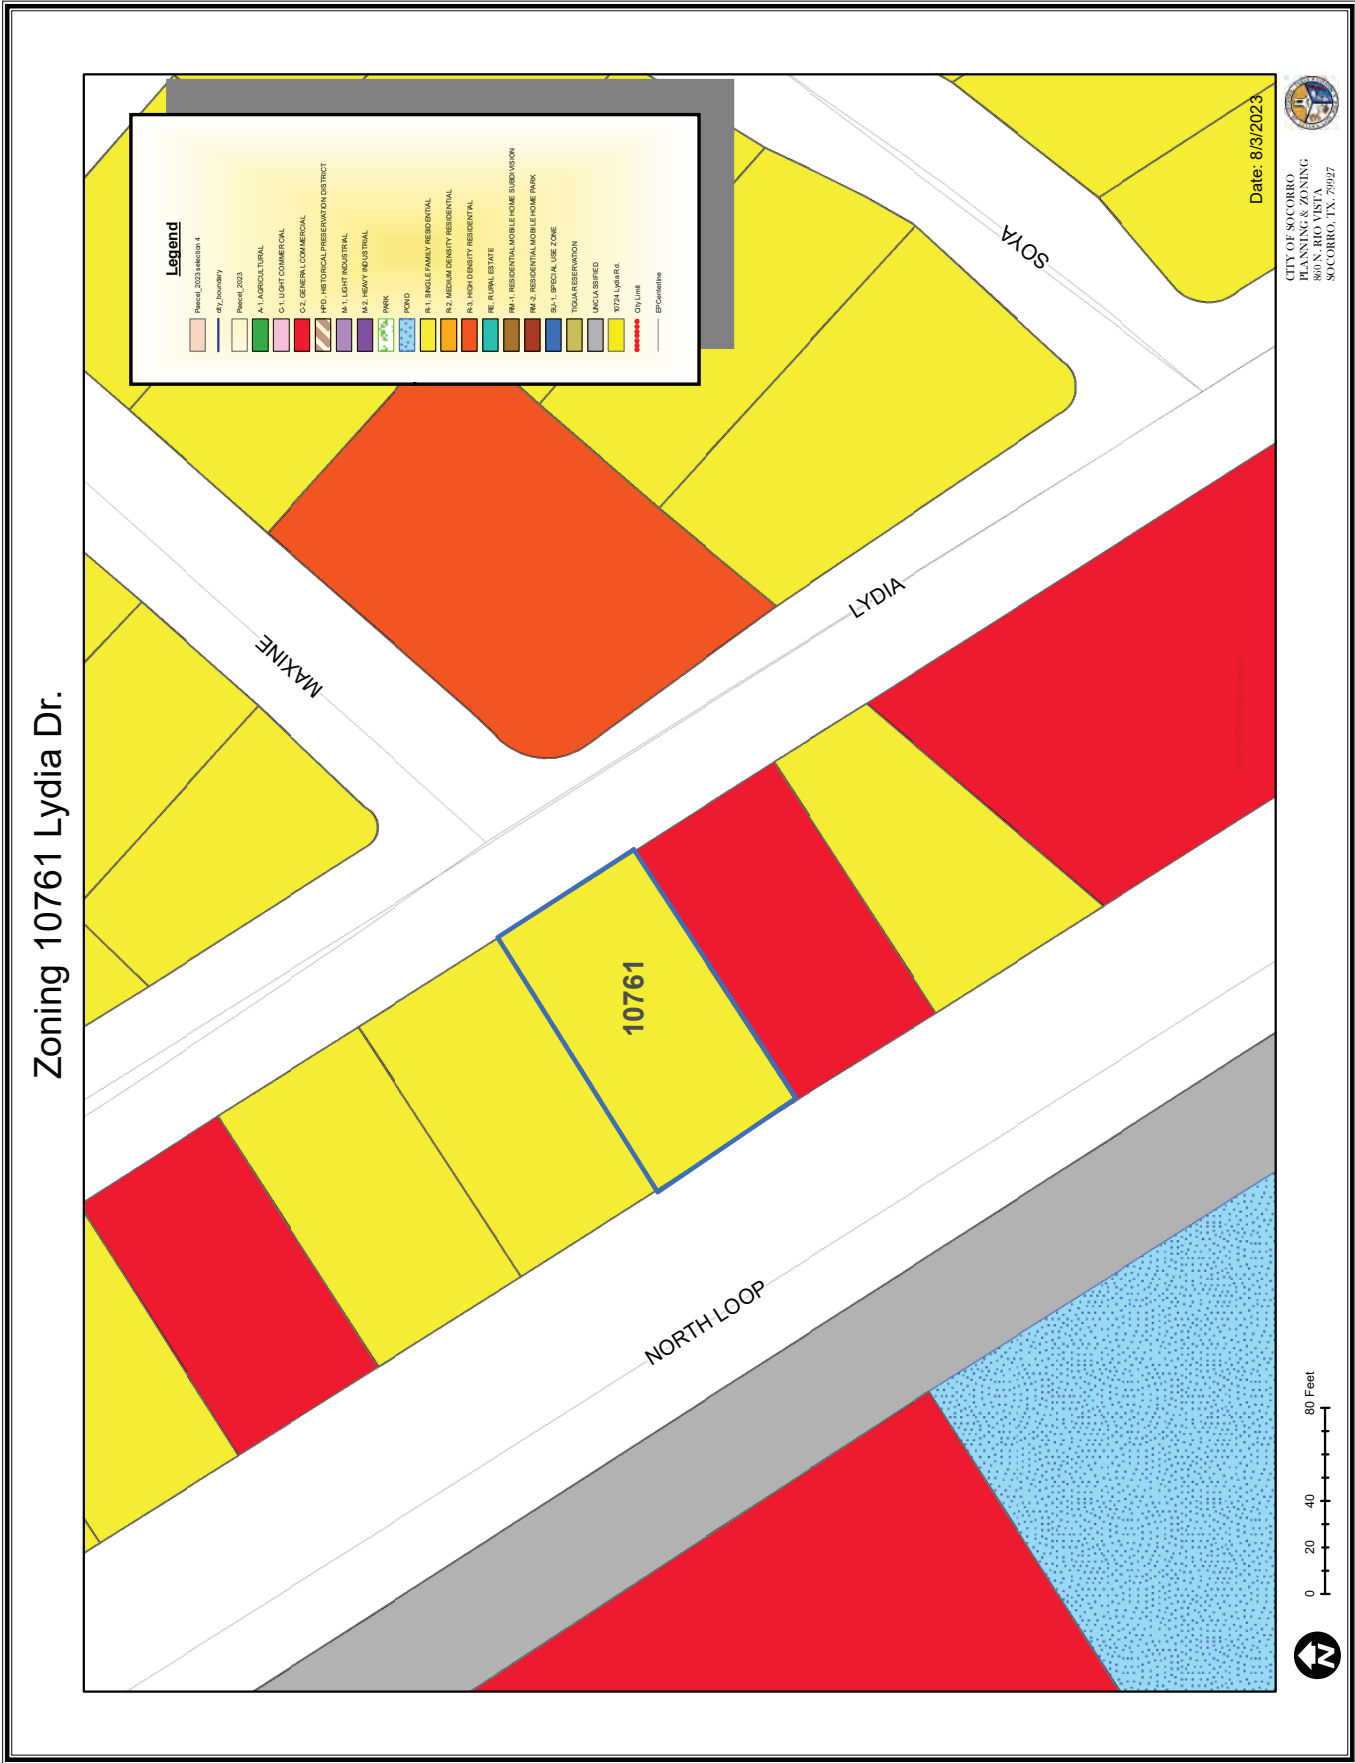 Zoning 10761 Lydia Dr.
Legend
Paecel_2023 selection 4
city_boundary
Paecel_2023
A-1, AGRICULTURAL
C-1, LIGHT COMMERCIAL
C-2, GENERAL COMMERCIAL
HPD, HISTORICAL PRESERVATION DISTRICT
M-1, LIGHT INDUSTRIAL
M-2, HEAVY INDUSTRIAL
PARK
POND
R-1, SINGLE FAMILY RESIDENTIAL
R-2, MEDIUM DENSITY RESIDENTIAL
R-3, HIGH DENSITY RESIDENTIAL
RE, RURAL ESTATE
RM-1, RESIDENTIAL MOBILE HOME SUBDIVISION
RM-2, RESIDENTIAL MOBILE HOME PARK
SU-1, SPECIAL USE ZONE
TIGUA RESERVATION
UNCLASSIFIED
10724 Lydia Rd.
City Limit
EPCenterline
MAXINE
SOYA
LYDIA
10761
NORTH LOOP
Date: 8/3/2023
N
0 20 40 80 Feet
CITY OF SOCORRO
PLANNING & ZONING
860 N. RIO VISTA
SOCORRO, TX. 79927